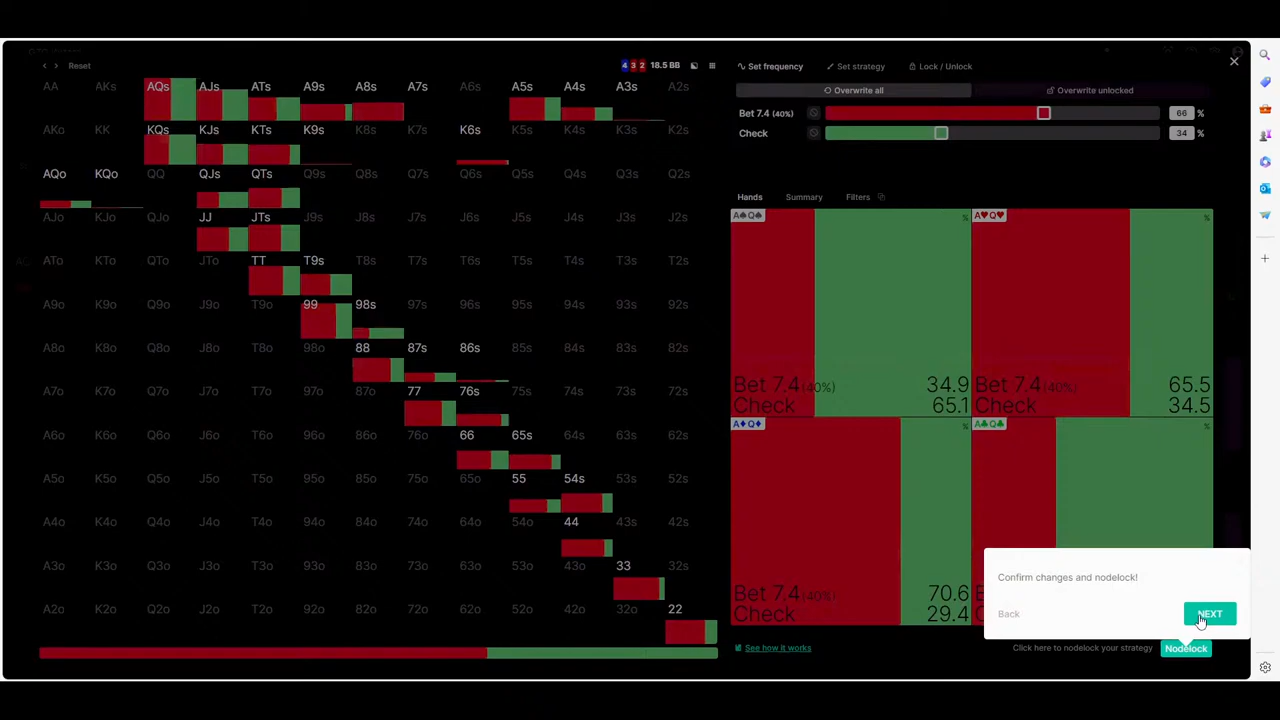 Reset
4 3 2 18.5 BB
AA AKs AQs AJs ATs A9s A8s A7s A6s A5s A4s A3s A2s
AKo KK KQs KJs KTs K9s K8s K7s K6s K5s K4s K3s K2s
AQo KQo QQ QJs QTs Q9s Q8s Q7s Q6s Q5s Q4s Q3s Q2s
AJo KJo QJo JJ JTs J9s J8s J7s J6s J5s J4s J3s J2s
ATo KTo QTo JTo TT T9s T8s T7s T6s T5s T4s T3s T2s
A9o K9o Q9o J9o T9o 99 98s 97s 96s 95s 94s 93s 92s
A8o K8o Q8o J8o T8o 98o 88 87s 86s 85s 84s 83s 82s
A7o K7o Q7o J7o T7o 97o 87o 77 76s 75s 74s 73s 72s
A6o K6o Q6o J6o T6o 96o 86o 76o 66 65s 64s 63s 62s
A5o K5o Q5o J5o T5o 95o 85o 75o 65o 55 54s 53s 52s
A4o K4o Q4o J4o T4o 94o 84o 74o 64o 54o 44 43s 42s
A3o K3o Q3o J3o T3o 93o 83o 73o 63o 53o 43o 33 32s
A2o K2o Q2o J2o T2o 92o 82o 72o 62o 52o 42o 32o 22
Set frequency Set strategy Lock / Unlock
Overwrite all Overwrite unlocked
Bet 7.4 (40%) 66 %
Check 34 %
Hands Summary Filters
A♠Q♠ % A♥Q♥ %
Bet 7.4(40%) 34.9 Bet 7.4(40%) 65.5
Check 65.1 Check 34.5
A♦Q♦ % A♣Q♣ %
Bet 7.4(40%) 70.6
Check 29.4
Confirm changes and nodelock!
Back NEXT
See how it works Click here to nodelock your strategy Nodelock